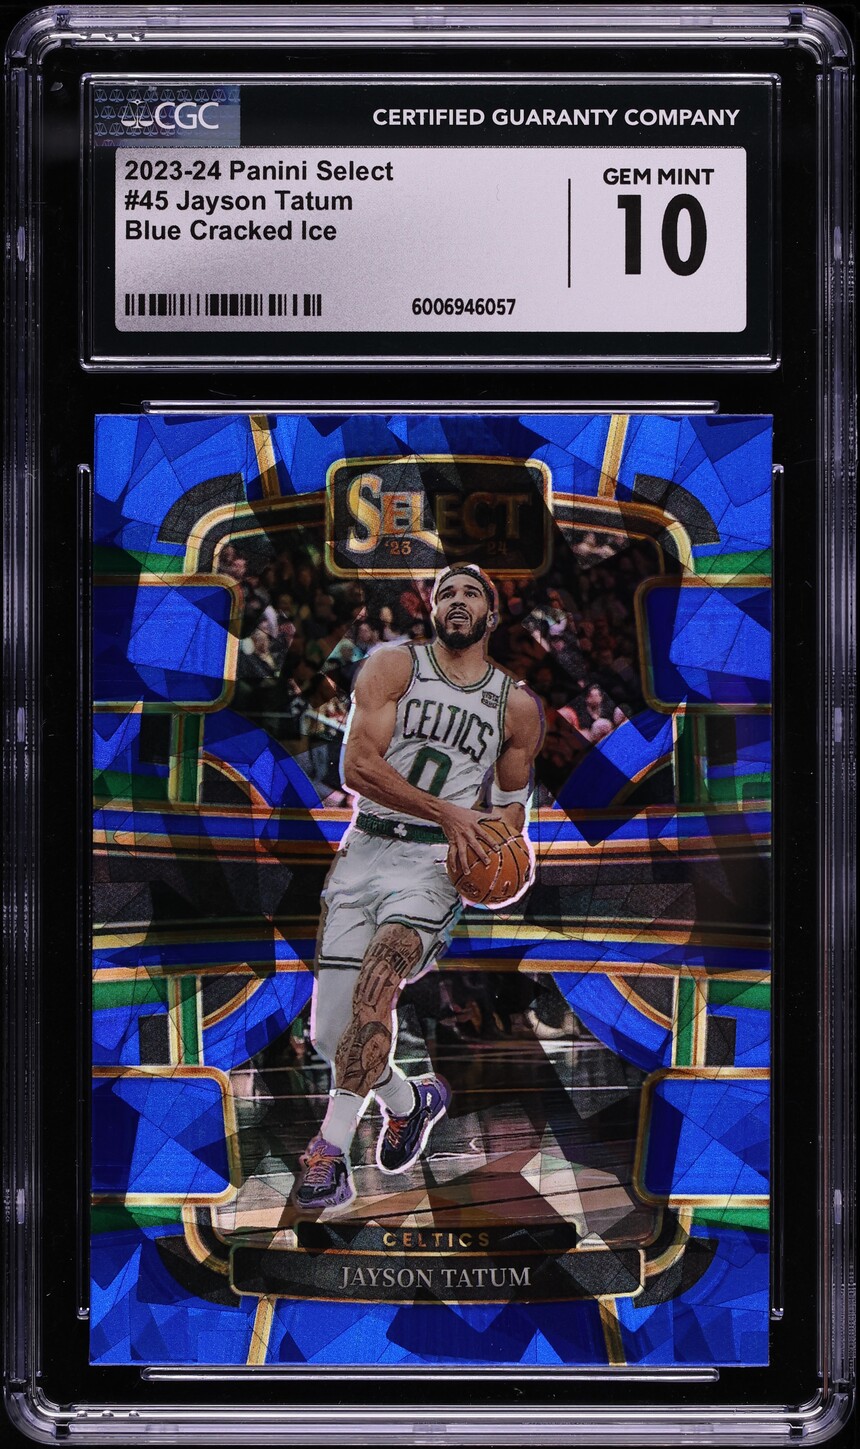 CGC
CERTIFIED GUARANTY COMPANY
2023-24 Panini Select
#45 Jayson Tatum
Blue Cracked Ice
GEM MINT
10
6006946057
SELECT
'23 24
CELTICS
0
CELTICS
JAYSON TATUM